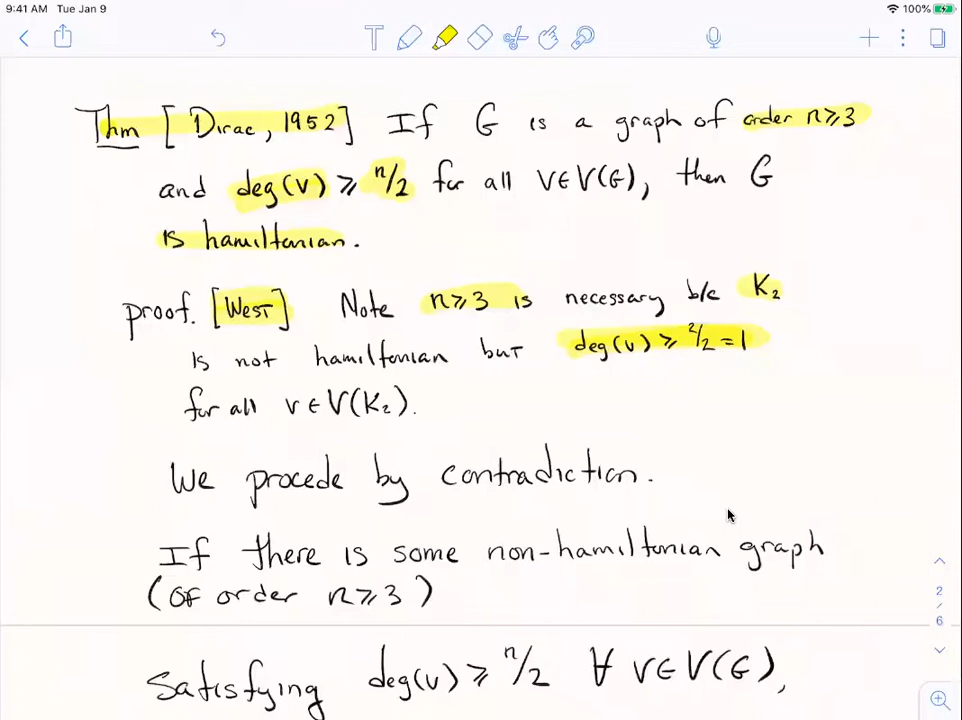 9:41 AM Tue Jan 9
100%
Thm [Dirac, 1952] If G is a graph of order n≥3
and deg(v) ≥ n/2 for all v∈V(G), then G
is hamiltonian.
proof. [West] Note n≥3 is necessary b/c K₂
is not hamiltonian but deg(v) ≥ 2/2 = 1
for all v∈V(K₂).
We procede by contradiction.
If there is some non-hamiltonian graph
(of order n≥3)
2
/
6
Satisfying deg(v) ≥ n/2 ∀ v∈V(G),